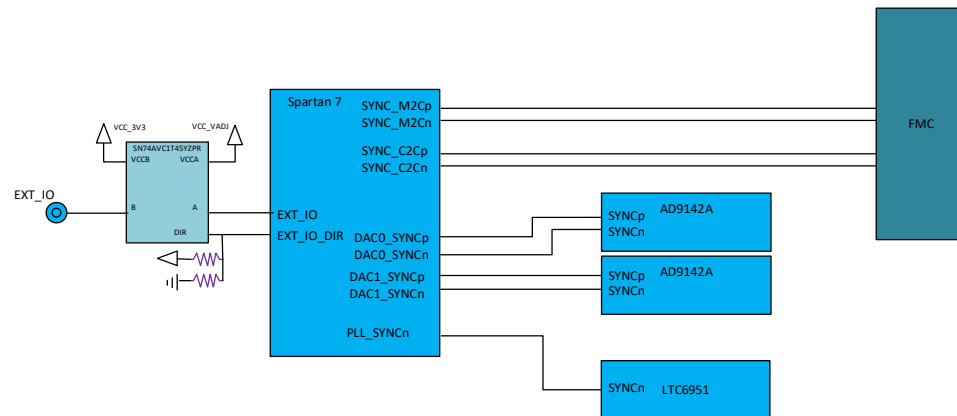 Spartan 7
SYNC_M2Cp
SYNC_M2Cn
SYNC_C2Cp
SYNC_C2Cn
FMC
VCC_3V3
VCC_VADJ
SN74AVC1T45YZPR
VCCB
VCCA
EXT_IO
B
A
DIR
EXT_IO
EXT_IO_DIR
DAC0_SYNCp
DAC0_SYNCn
DAC1_SYNCp
DAC1_SYNCn
PLL_SYNCn
AD9142A
SYNCp
SYNCn
AD9142A
SYNCp
SYNCn
SYNCn
LTC6951